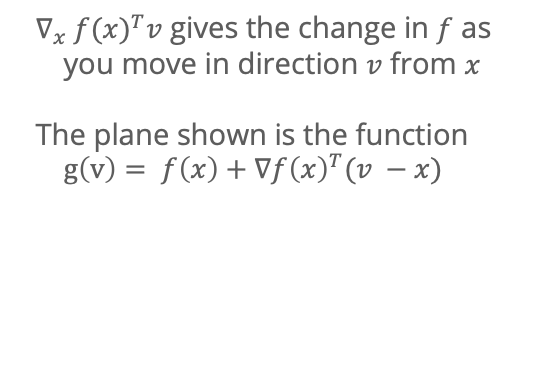 ∇ₓ f(x)ᵀv gives the change in f as
you move in direction v from x
The plane shown is the function
g(v) = f(x) + ∇f(x)ᵀ(v − x)